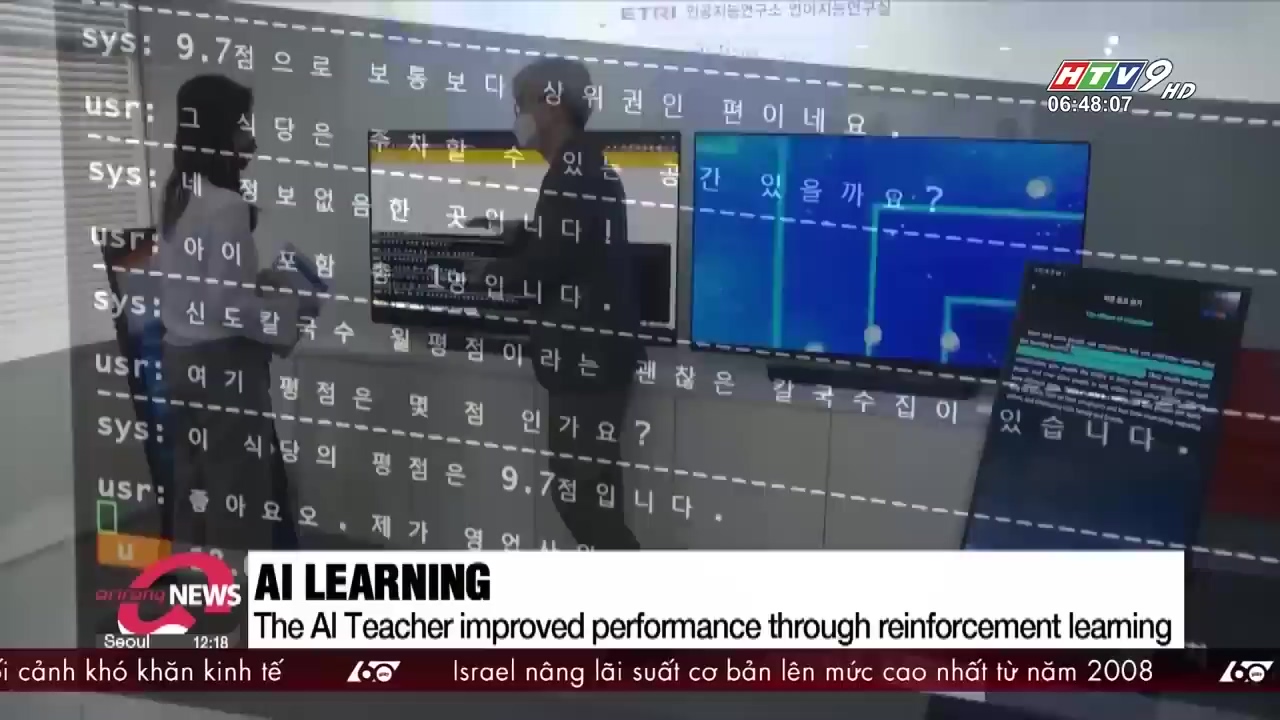 ETRI 인공지능연구소 언어지능연구실
HTV9 HD
06:48:07
sys: 9.7점으로 보통보다 상위권인 편이네요.
usr: 그 식당은 주차할 수 있는 공간 있을까요?
sys: 네 정보없음한 곳입니다!
usr: 아이 포함 총 1명입니다.
sys: 신도칼국수 월평점이라는 괜찮은 칼국수집이 있습니다.
usr: 여기 평점은 몇 점 인가요?
sys: 이 식당의 평점은 9.7점입니다.
usr: 좋아요오. 제가
u
arirang NEWS
AI LEARNING
The AI Teacher improved performance through reinforcement learning
Seoul 12:18
ối cảnh khó khăn kinh tế 60 giây Israel nâng lãi suất cơ bản lên mức cao nhất từ năm 2008 60 giây